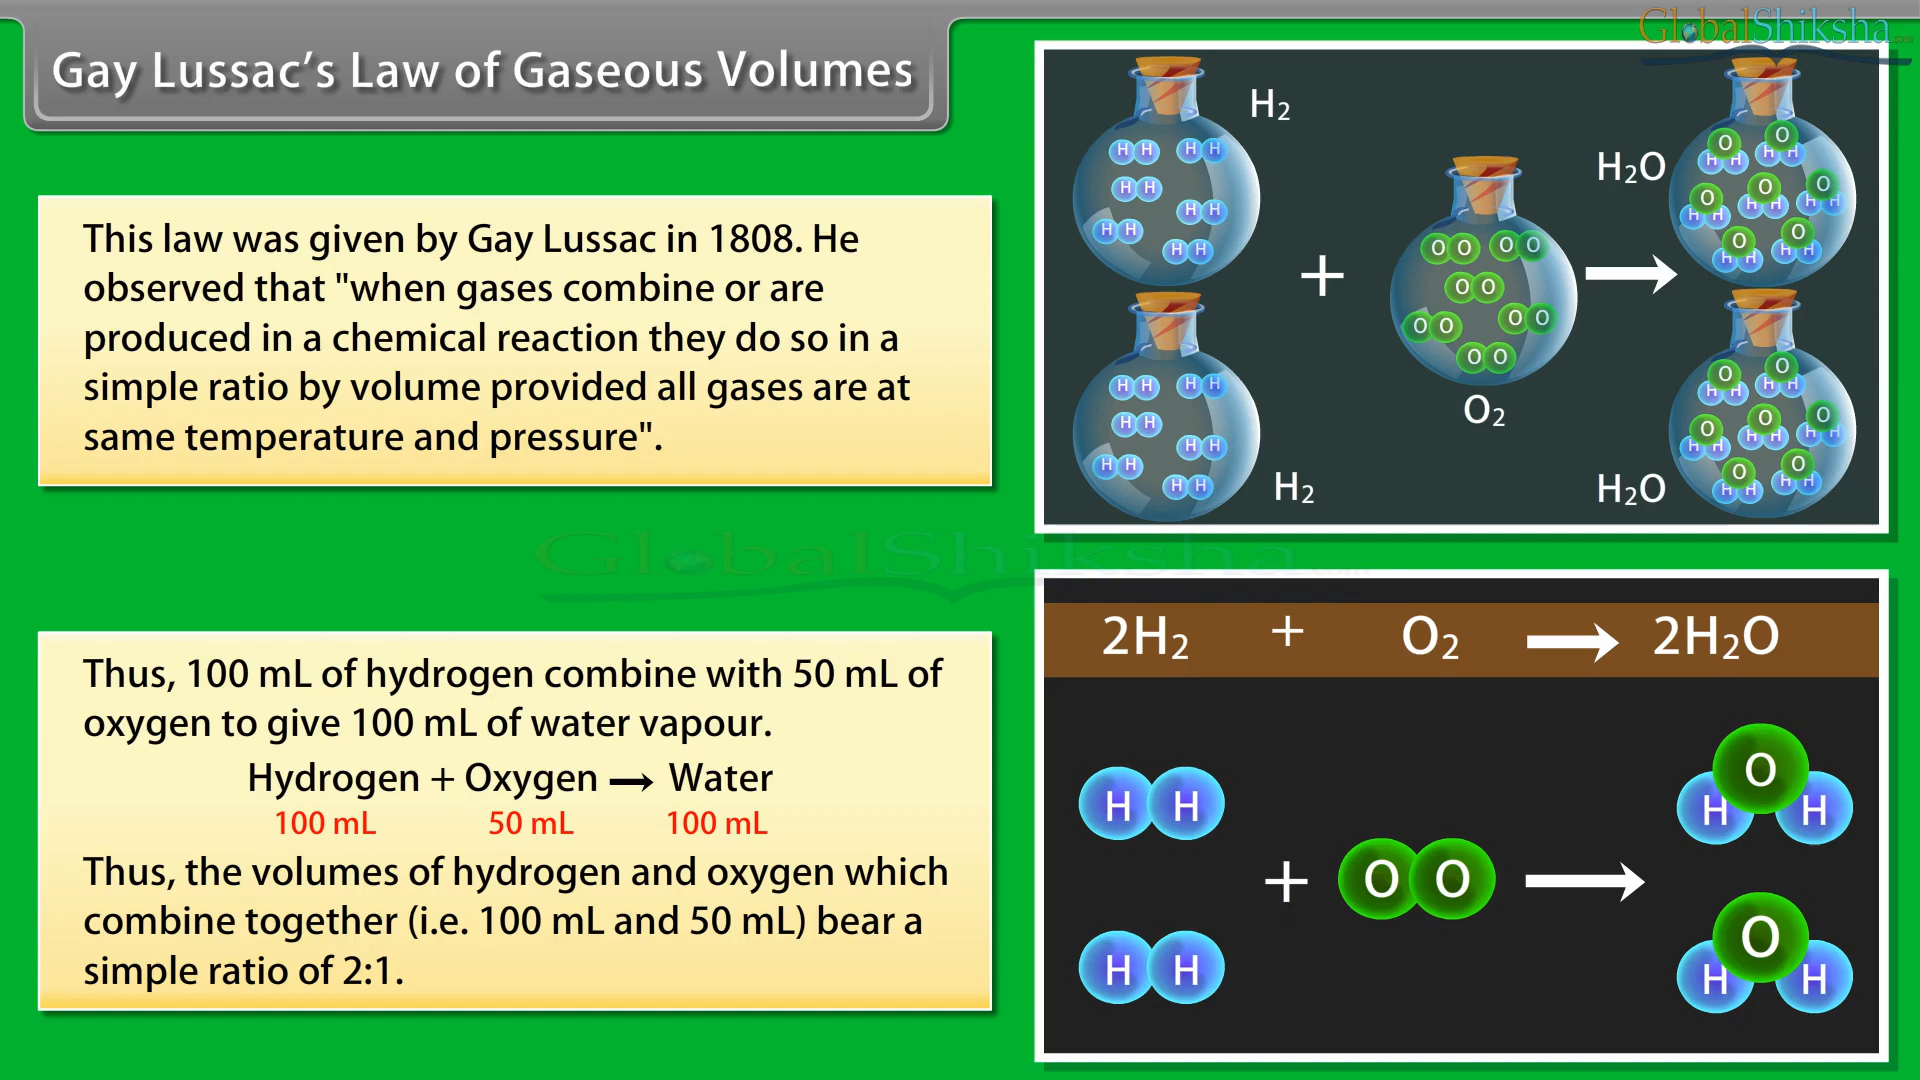 GlobalShiksha.com
Gay Lussac's Law of Gaseous Volumes
This law was given by Gay Lussac in 1808. He
observed that "when gases combine or are
produced in a chemical reaction they do so in a
simple ratio by volume provided all gases are at
same temperature and pressure".
Thus, 100 mL of hydrogen combine with 50 mL of
oxygen to give 100 mL of water vapour.
Hydrogen + Oxygen → Water
100 mL 50 mL 100 mL
Thus, the volumes of hydrogen and oxygen which
combine together (i.e. 100 mL and 50 mL) bear a
simple ratio of 2:1.
GlobalShiksha.com
H₂
H H H H
H H
H H
H H
H H
+
O O O O
O O
O O O O
O O
O₂
→
H₂O
O O
H H H H
O O O
H H H H H H
O O
H H H H
H H H H
H H
H H
H H
H H
H₂
O O
H H H H
O O O
H H H H H H
O O
H H H H
H₂O
2H₂ + O₂ → 2H₂O
H H
H H
+
O O
→
O
H H
O
H H